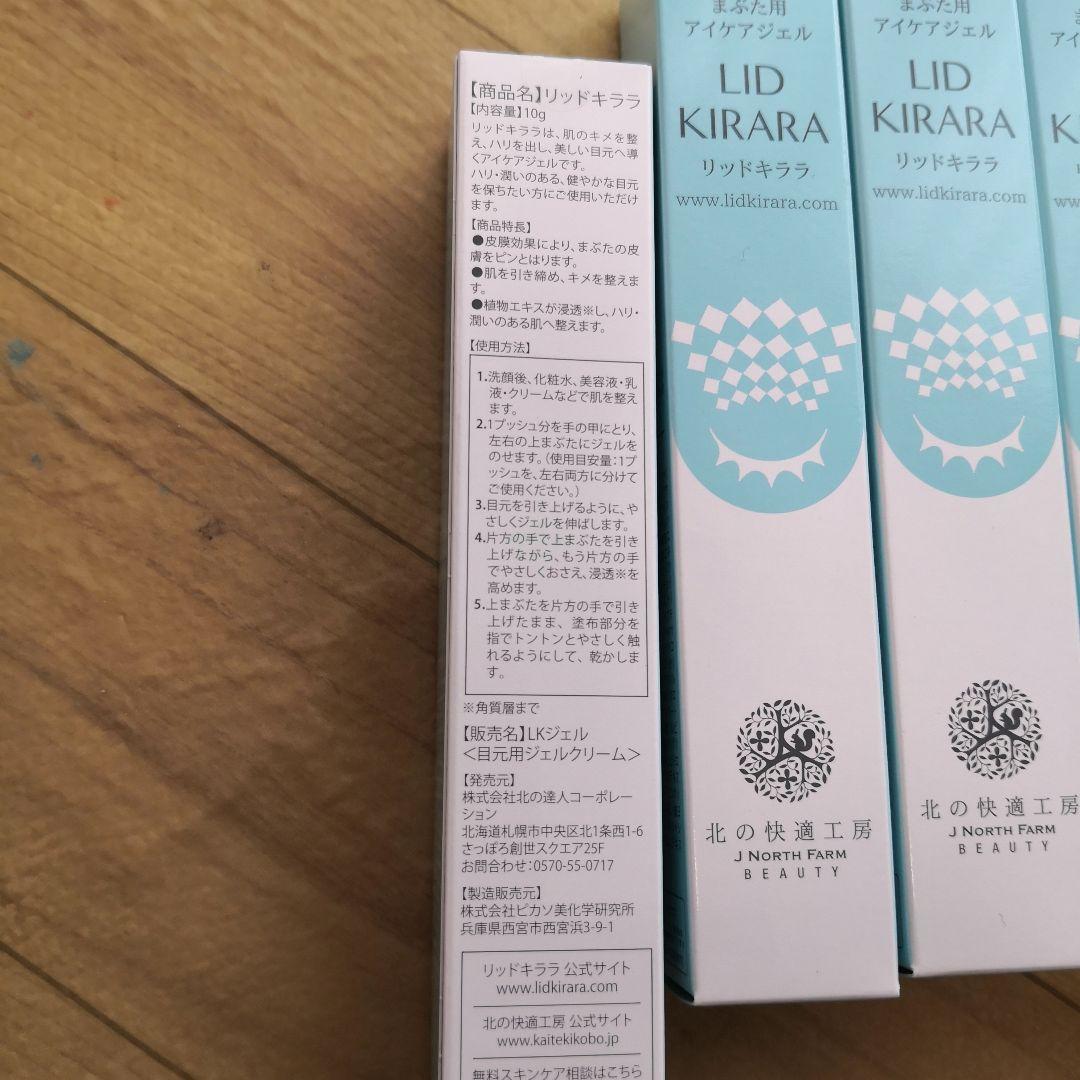 【商品名】リッドキララ
【内容量】10g
リッドキララは、肌のキメを整
え、ハリを出し、美しい目元へ導
くアイケアジェルです。
ハリ・潤いのある、健やかな目元
を保ちたい方にご使用いただけ
ます。
【商品特長】
●皮膜効果により、まぶたの皮
膚をピンとはります。
●肌を引き締め、キメを整えま
す。
●植物エキスが浸透※し、ハリ・
潤いのある肌へ整えます。
【使用方法】
1.洗顔後、化粧水、美容液・乳
液・クリームなどで肌を整え
ます。
2.1プッシュ分を手の甲にとり、
左右の上まぶたにジェルを
のせます。（使用目安量：1プ
ッシュを、左右両方に分けて
ご使用ください。）
3.目元を引き上げるように、や
さしくジェルを伸ばします。
4.片方の手で上まぶたを引き
上げながら、もう片方の手
でやさしくおさえ、浸透※を
高めます。
5.上まぶたを片方の手で引き
上げたまま、塗布部分を
指でトントンとやさしく触
れるようにして、乾かしま
す。
※角質層まで
【販売名】LKジェル
＜目元用ジェルクリーム＞
【発売元】
株式会社北の達人コーポレー
ション
北海道札幌市中央区北1条西1-6
さっぽろ創世スクエア25F
お問合わせ：0570-55-0717
【製造販売元】
株式会社ピカソ美化学研究所
兵庫県西宮市西宮浜3-9-1
リッドキララ 公式サイト
www.lidkirara.com
北の快適工房 公式サイト
www.kaitekikobo.jp
無料スキンケア相談はこちら
まぶた用
アイケアジェル
LID
KIRARA
リッドキララ
www.lidkirara.com
北の快適工房
J NORTH FARM
BEAUTY
まぶた用
アイケアジェル
LID
KIRARA
リッドキララ
www.lidkirara.com
北の快適工房
J NORTH FARM
BEAUTY
アイ
K
ww